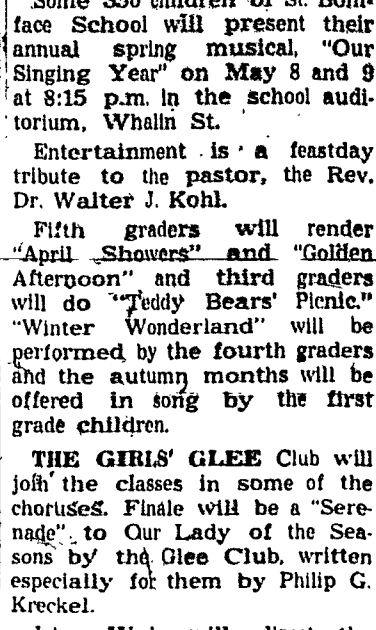 Some 350 children of St. Boni-
face School will present their
annual spring musical, "Our
Singing Year" on May 8 and 9
at 8:15 p.m. in the school audi-
torium, Whalin St.
Entertainment is a feastday
tribute to the pastor, the Rev.
Dr. Walter J. Kohl.
Fifth graders will render
"April Showers" and "Golden
Afternoon" and third graders
will do "Teddy Bears' Picnic."
"Winter Wonderland" will be
performed by the fourth graders
and the autumn months will be
offered in song by the first
grade children.
THE GIRLS' GLEE Club will
join the classes in some of the
choruses. Finale will be a "Sere-
nade" to Our Lady of the Sea-
sons by the Glee Club, written
especially for them by Philip G.
Kreckel.